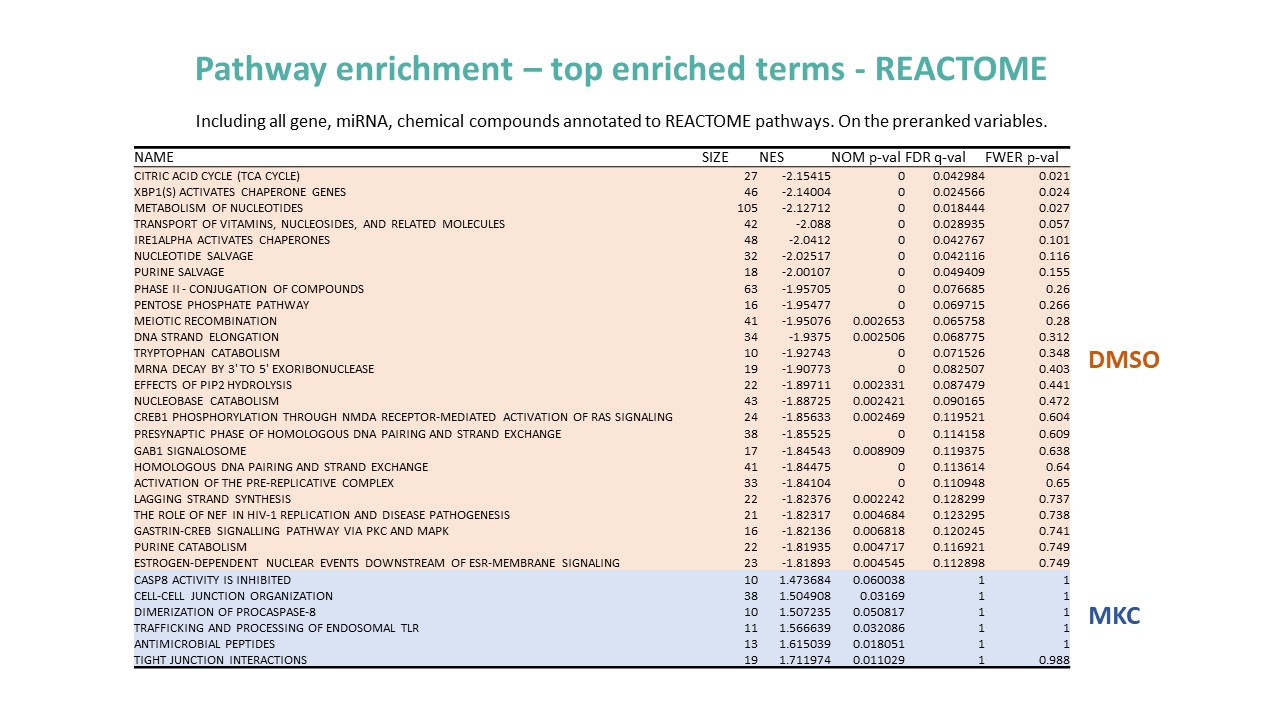 Pathway enrichment – top enriched terms - REACTOME
Including all gene, miRNA, chemical compounds annotated to REACTOME pathways. On the preranked variables.
NAME SIZE NES NOM p-val FDR q-val FWER p-val
CITRIC ACID CYCLE (TCA CYCLE) 27 -2.15415 0 0.042984 0.021
XBP1(S) ACTIVATES CHAPERONE GENES 46 -2.14004 0 0.024566 0.024
METABOLISM OF NUCLEOTIDES 105 -2.12712 0 0.018444 0.027
TRANSPORT OF VITAMINS, NUCLEOSIDES, AND RELATED MOLECULES 42 -2.088 0 0.028935 0.057
IRE1ALPHA ACTIVATES CHAPERONES 48 -2.0412 0 0.042767 0.101
NUCLEOTIDE SALVAGE 32 -2.02517 0 0.042116 0.116
PURINE SALVAGE 18 -2.00107 0 0.049409 0.155
PHASE II - CONJUGATION OF COMPOUNDS 63 -1.95705 0 0.076685 0.26
PENTOSE PHOSPHATE PATHWAY 16 -1.95477 0 0.069715 0.266
MEIOTIC RECOMBINATION 41 -1.95076 0.002653 0.065758 0.28
DNA STRAND ELONGATION 34 -1.9375 0.002506 0.068775 0.312
TRYPTOPHAN CATABOLISM 10 -1.92743 0 0.071526 0.348
MRNA DECAY BY 3' TO 5' EXORIBONUCLEASE 19 -1.90773 0 0.082507 0.403
EFFECTS OF PIP2 HYDROLYSIS 22 -1.89711 0.002331 0.087479 0.441
NUCLEOBASE CATABOLISM 43 -1.88725 0.002421 0.090165 0.472
CREB1 PHOSPHORYLATION THROUGH NMDA RECEPTOR-MEDIATED ACTIVATION OF RAS SIGNALING 24 -1.85633 0.002469 0.119521 0.604
PRESYNAPTIC PHASE OF HOMOLOGOUS DNA PAIRING AND STRAND EXCHANGE 38 -1.85525 0 0.114158 0.609
GAB1 SIGNALOSOME 17 -1.84543 0.008909 0.119375 0.638
HOMOLOGOUS DNA PAIRING AND STRAND EXCHANGE 41 -1.84475 0 0.113614 0.64
ACTIVATION OF THE PRE-REPLICATIVE COMPLEX 33 -1.84104 0 0.110948 0.65
LAGGING STRAND SYNTHESIS 22 -1.82376 0.002242 0.128299 0.737
THE ROLE OF NEF IN HIV-1 REPLICATION AND DISEASE PATHOGENESIS 21 -1.82317 0.004684 0.123295 0.738
GASTRIN-CREB SIGNALLING PATHWAY VIA PKC AND MAPK 16 -1.82136 0.006818 0.120245 0.741
PURINE CATABOLISM 22 -1.81935 0.004717 0.116921 0.749
ESTROGEN-DEPENDENT NUCLEAR EVENTS DOWNSTREAM OF ESR-MEMBRANE SIGNALING 23 -1.81893 0.004545 0.112898 0.749
DMSO
CASP8 ACTIVITY IS INHIBITED 10 1.473684 0.060038 1 1
CELL-CELL JUNCTION ORGANIZATION 38 1.504908 0.03169 1 1
DIMERIZATION OF PROCASPASE-8 10 1.507235 0.050817 1 1
TRAFFICKING AND PROCESSING OF ENDOSOMAL TLR 11 1.566639 0.032086 1 1
ANTIMICROBIAL PEPTIDES 13 1.615039 0.018051 1 1
TIGHT JUNCTION INTERACTIONS 19 1.711974 0.011029 1 0.988
MKC